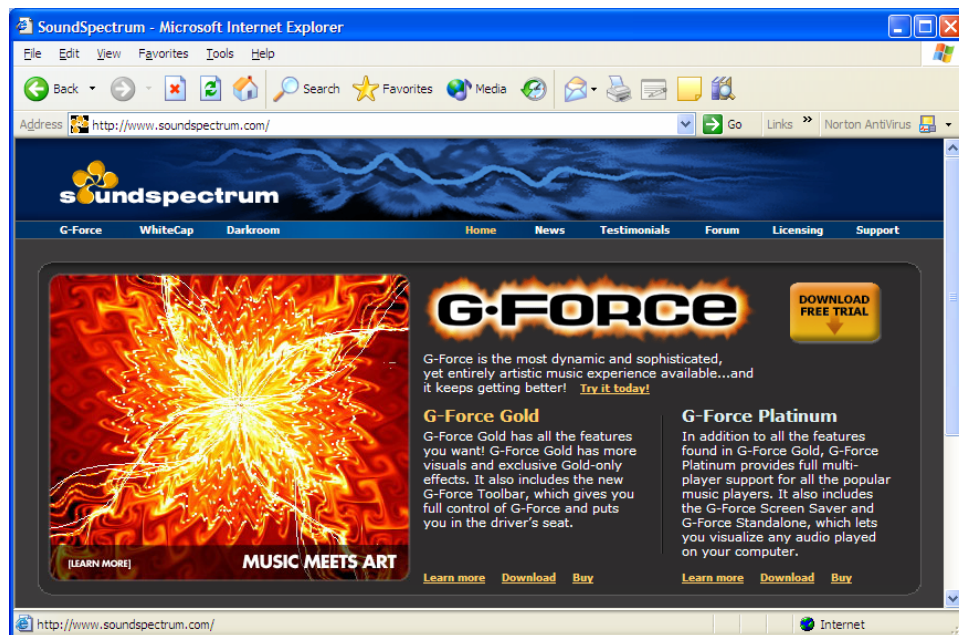 SoundSpectrum - Microsoft Internet Explorer
File Edit View Favorites Tools Help
Back Search Favorites Media
Address http://www.soundspectrum.com/ Go Links » Norton AntiVirus
soundspectrum
G-Force WhiteCap Darkroom Home News Testimonials Forum Licensing Support
G-FORCE
DOWNLOAD
FREE TRIAL
G-Force is the most dynamic and sophisticated,
yet entirely artistic music experience available...and
it keeps getting better! Try it today!
G-Force Gold
G-Force Gold has all the features
you want! G-Force Gold has more
visuals and exclusive Gold-only
effects. It also includes the new
G-Force Toolbar, which gives you
full control of G-Force and puts
you in the driver's seat.
Learn more Download Buy
G-Force Platinum
In addition to all the features
found in G-Force Gold, G-Force
Platinum provides full multi-
player support for all the popular
music players. It also includes
the G-Force Screen Saver and
G-Force Standalone, which lets
you visualize any audio played
on your computer.
Learn more Download Buy
[LEARN MORE] MUSIC MEETS ART
http://www.soundspectrum.com/ Internet